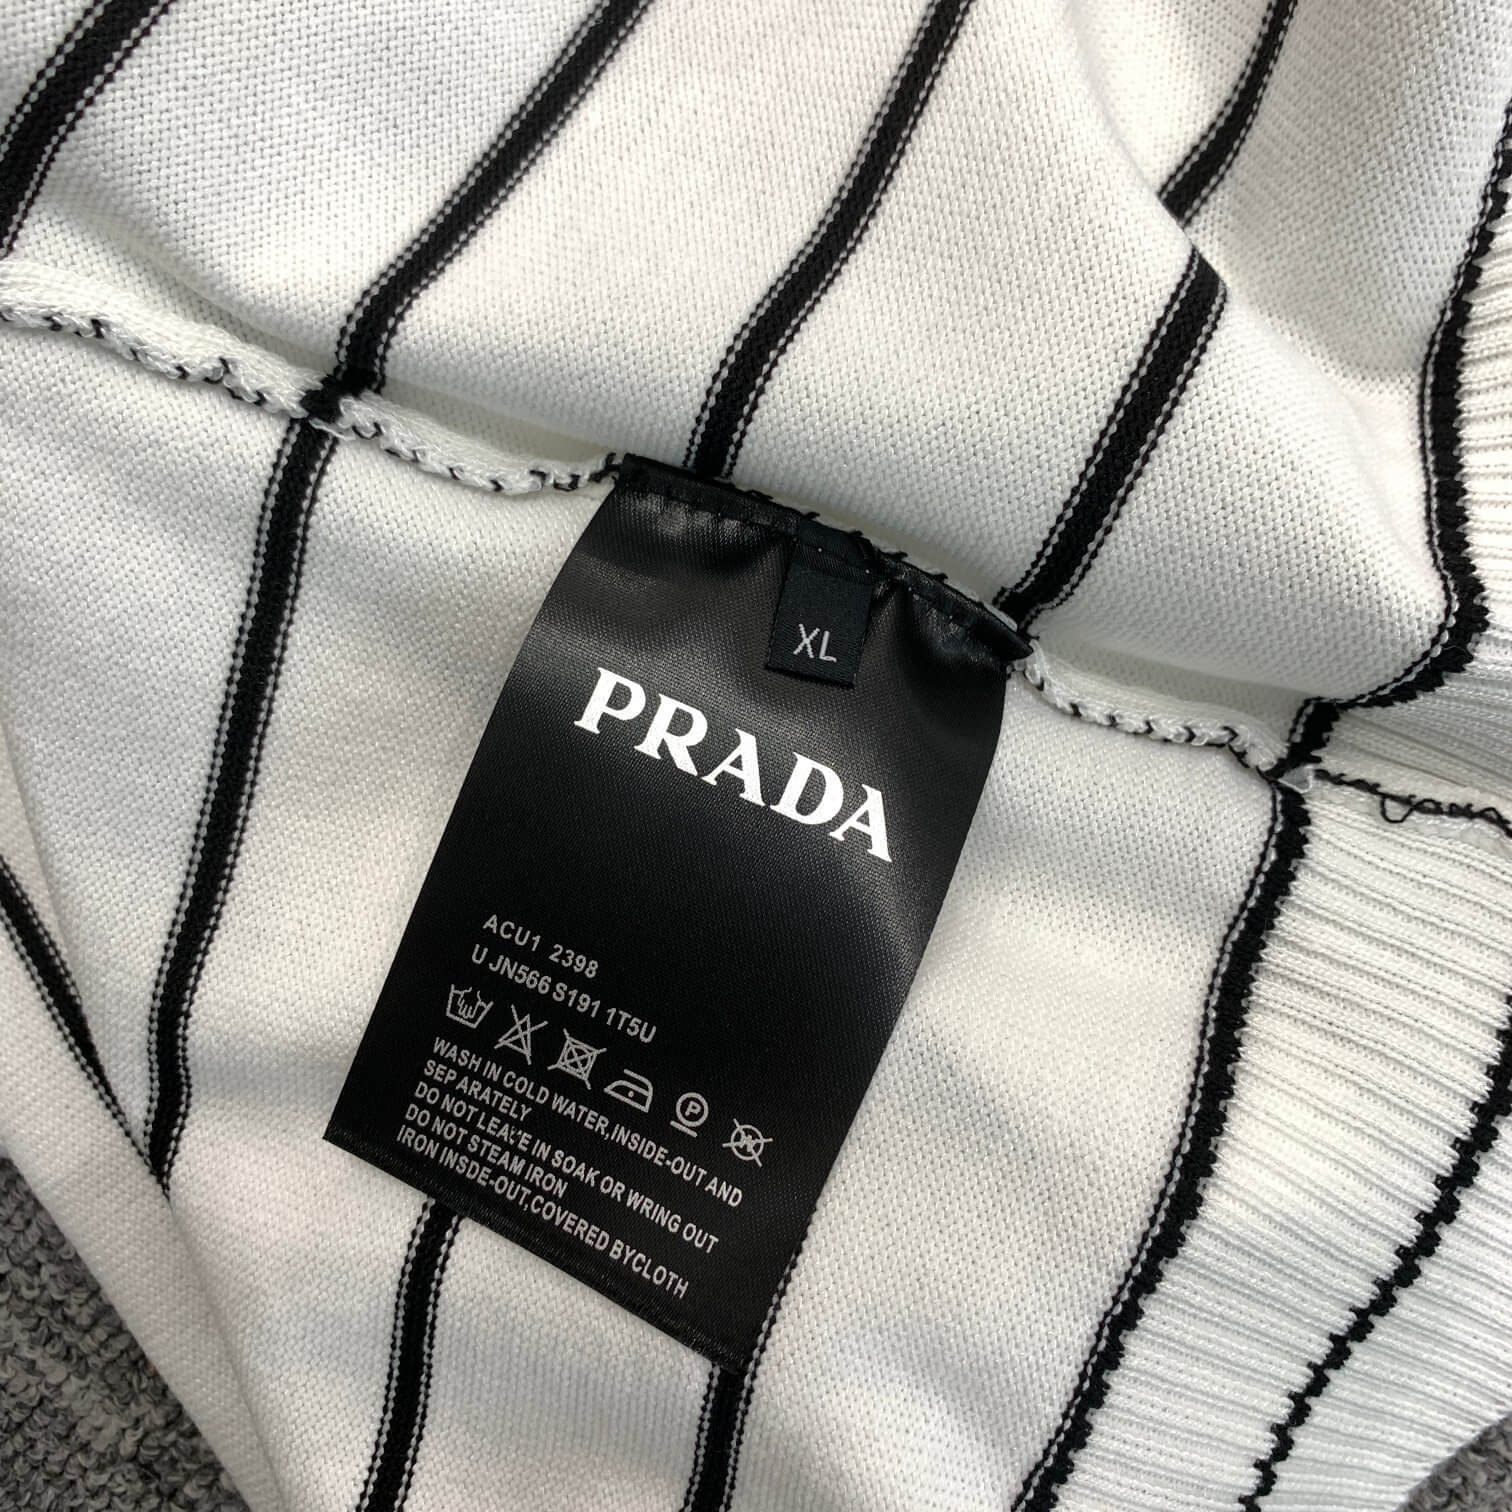 XL
PRADA
ACU1 2398
U JN566 S191 1T5U
P
WASH IN COLD WATER,INSIDE-OUT AND
SEP ARATELY
DO NOT LEAVE IN SOAK OR WRING OUT
DO NOT STEAM IRON
IRON INSDE-OUT,COVERED BYCLOTH